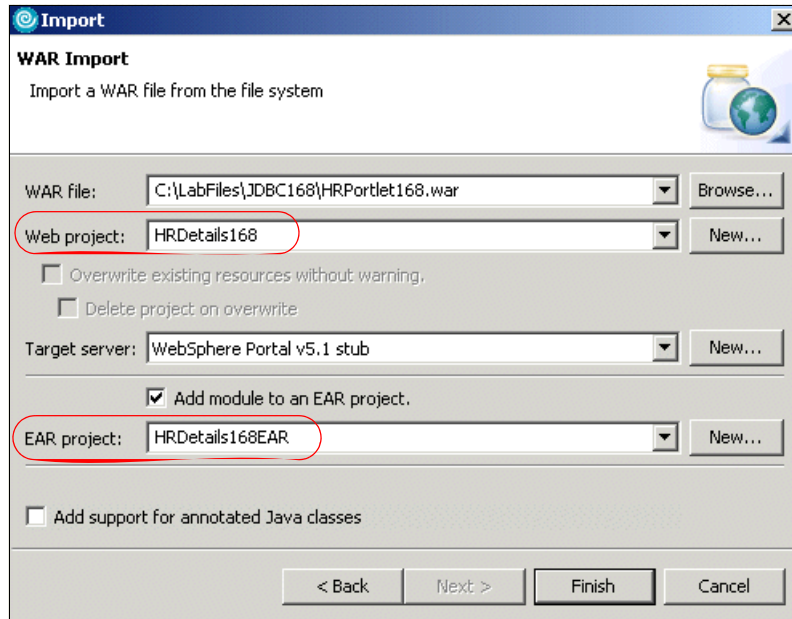 Import
WAR Import
Import a WAR file from the file system
WAR file: C:\LabFiles\JDBC168\HRPortlet168.war Browse...
Web project: HRDetails168 New...
Overwrite existing resources without warning.
Delete project on overwrite
Target server: WebSphere Portal v5.1 stub New...
Add module to an EAR project.
EAR project: HRDetails168EAR New...
Add support for annotated Java classes
< Back Next > Finish Cancel